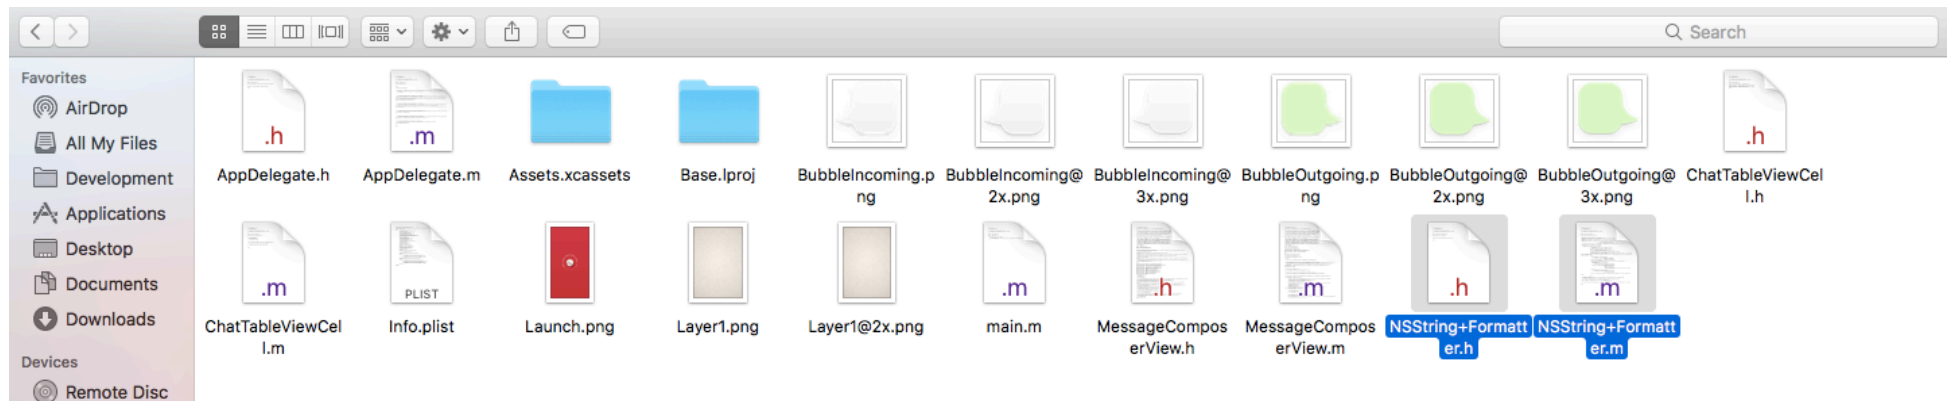 Search
Favorites
AirDrop
All My Files
Development
Applications
Desktop
Documents
Downloads
Devices
Remote Disc
.h
.m
.h
AppDelegate.h
AppDelegate.m
Assets.xcassets
Base.lproj
BubbleIncoming.p
ng
BubbleIncoming@
2x.png
BubbleIncoming@
3x.png
BubbleOutgoing.p
ng
BubbleOutgoing@
2x.png
BubbleOutgoing@
3x.png
ChatTableViewCel
l.h
.m
PLIST
.m
.h
.m
.h
.m
ChatTableViewCel
l.m
Info.plist
Launch.png
Layer1.png
Layer1@2x.png
main.m
MessageCompos
erView.h
MessageCompos
erView.m
NSString+Formatt
er.h
NSString+Formatt
er.m